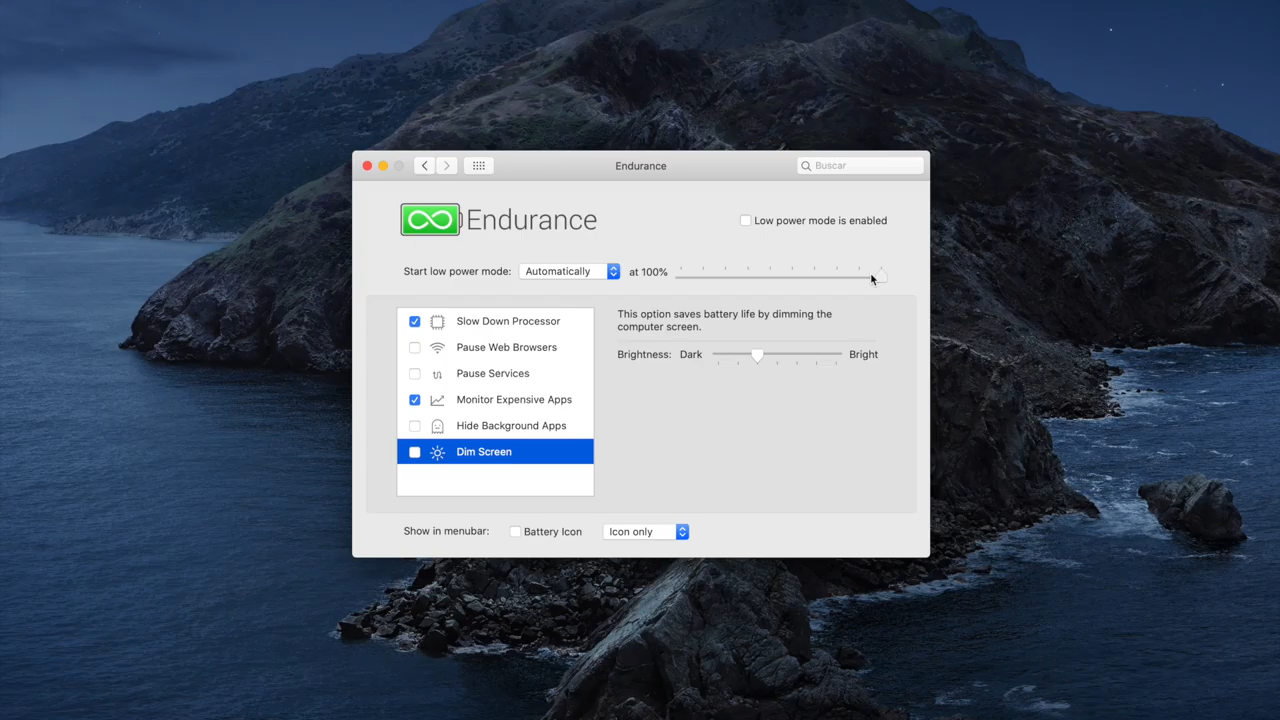 Endurance
Buscar
Endurance
Low power mode is enabled
Start low power mode: Automatically at 100%
Slow Down Processor
Pause Web Browsers
Pause Services
Monitor Expensive Apps
Hide Background Apps
Dim Screen
This option saves battery life by dimming the
computer screen.
Brightness: Dark Bright
Show in menubar: Battery Icon Icon only